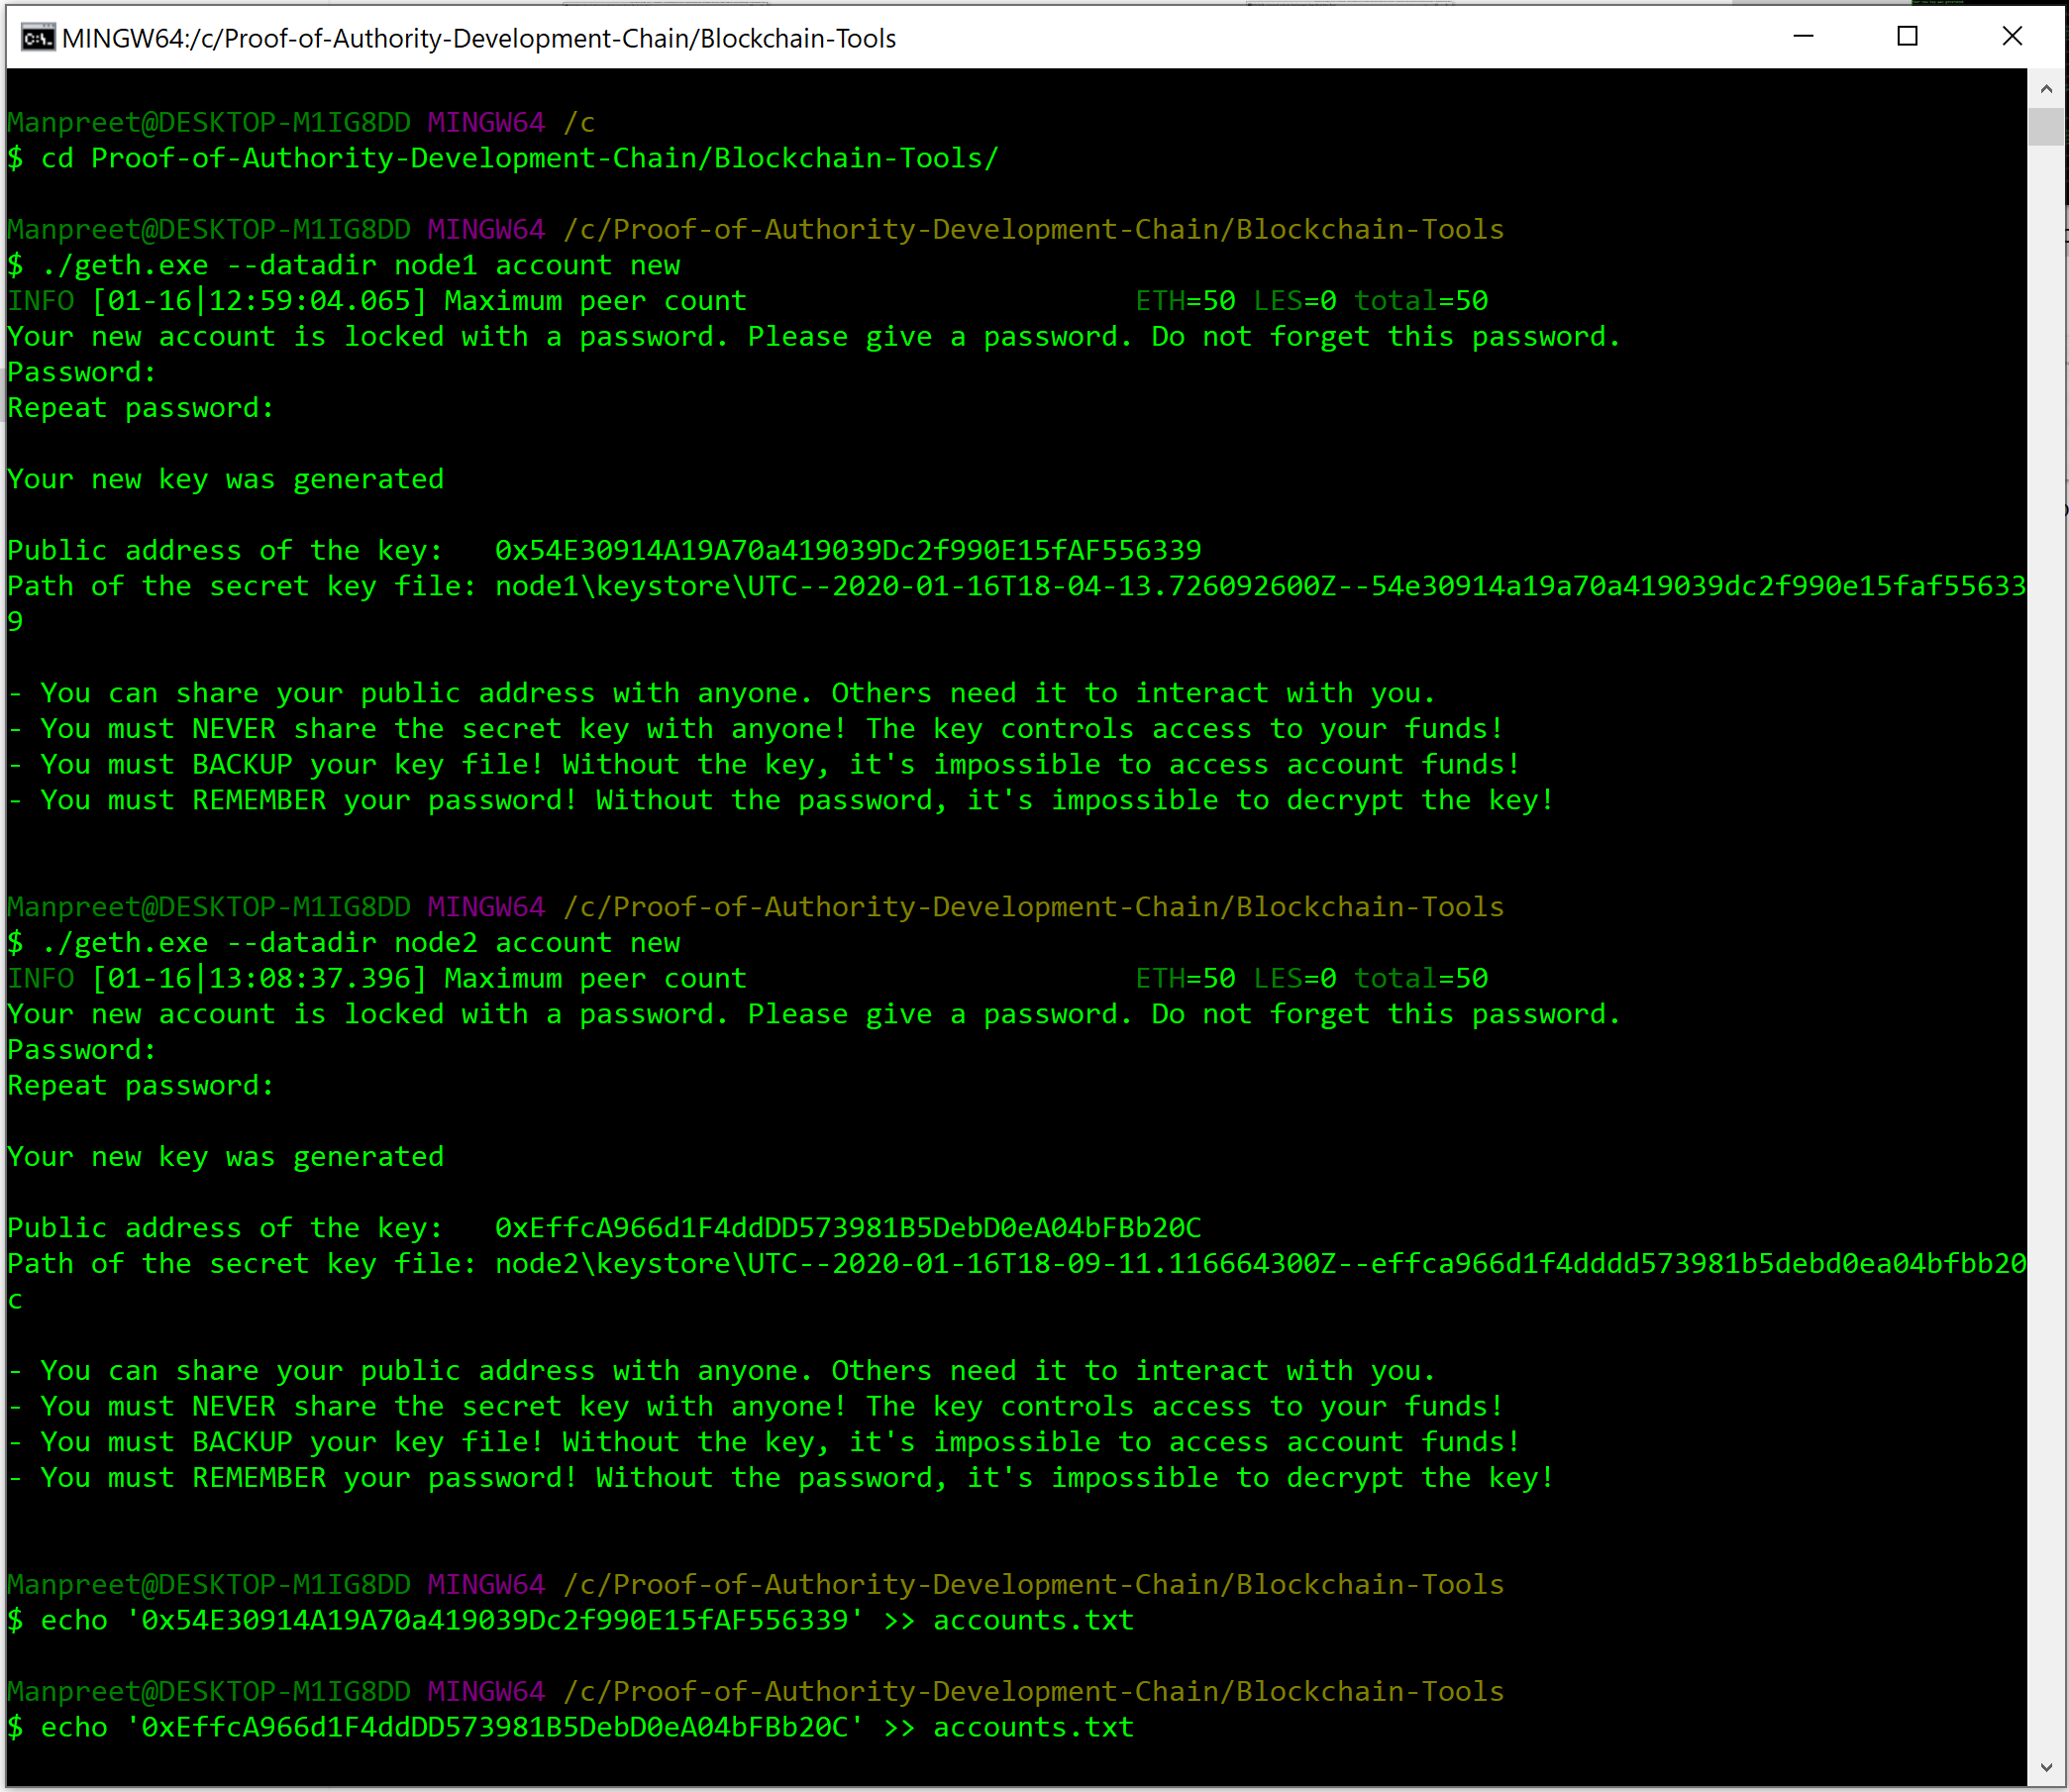 MINGW64:/c/Proof-of-Authority-Development-Chain/Blockchain-Tools
Manpreet@DESKTOP-M1IG8DD MINGW64 /c
$ cd Proof-of-Authority-Development-Chain/Blockchain-Tools/
Manpreet@DESKTOP-M1IG8DD MINGW64 /c/Proof-of-Authority-Development-Chain/Blockchain-Tools
$ ./geth.exe --datadir node1 account new
INFO [01-16|12:59:04.065] Maximum peer count ETH=50 LES=0 total=50
Your new account is locked with a password. Please give a password. Do not forget this password.
Password:
Repeat password:
Your new key was generated
Public address of the key: 0x54E30914A19A70a419039Dc2f990E15fAF556339
Path of the secret key file: node1\keystore\UTC--2020-01-16T18-04-13.726092600Z--54e30914a19a70a419039dc2f990e15faf55633
9
- You can share your public address with anyone. Others need it to interact with you.
- You must NEVER share the secret key with anyone! The key controls access to your funds!
- You must BACKUP your key file! Without the key, it's impossible to access account funds!
- You must REMEMBER your password! Without the password, it's impossible to decrypt the key!
Manpreet@DESKTOP-M1IG8DD MINGW64 /c/Proof-of-Authority-Development-Chain/Blockchain-Tools
$ ./geth.exe --datadir node2 account new
INFO [01-16|13:08:37.396] Maximum peer count ETH=50 LES=0 total=50
Your new account is locked with a password. Please give a password. Do not forget this password.
Password:
Repeat password:
Your new key was generated
Public address of the key: 0xEffcA966d1F4ddDD573981B5DebD0eA04bFBb20C
Path of the secret key file: node2\keystore\UTC--2020-01-16T18-09-11.116664300Z--effca966d1f4dddd573981b5debd0ea04bfbb20
c
- You can share your public address with anyone. Others need it to interact with you.
- You must NEVER share the secret key with anyone! The key controls access to your funds!
- You must BACKUP your key file! Without the key, it's impossible to access account funds!
- You must REMEMBER your password! Without the password, it's impossible to decrypt the key!
Manpreet@DESKTOP-M1IG8DD MINGW64 /c/Proof-of-Authority-Development-Chain/Blockchain-Tools
$ echo '0x54E30914A19A70a419039Dc2f990E15fAF556339' >> accounts.txt
Manpreet@DESKTOP-M1IG8DD MINGW64 /c/Proof-of-Authority-Development-Chain/Blockchain-Tools
$ echo '0xEffcA966d1F4ddDD573981B5DebD0eA04bFBb20C' >> accounts.txt